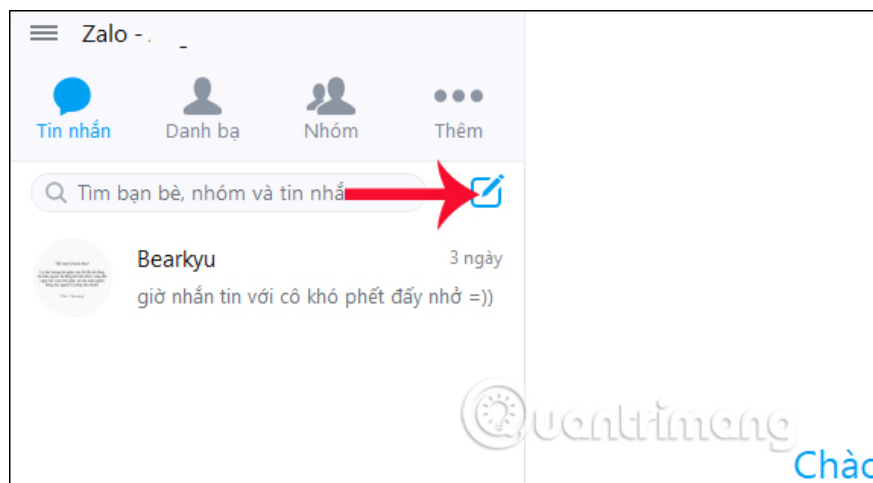 Zalo -
Tin nhắn Danh bạ Nhóm Thêm
Tìm bạn bè, nhóm và tin nhắ
Bearkyu 3 ngày
giờ nhắn tin với cô khó phết đấy nhở =))
Quantrimang
Chào